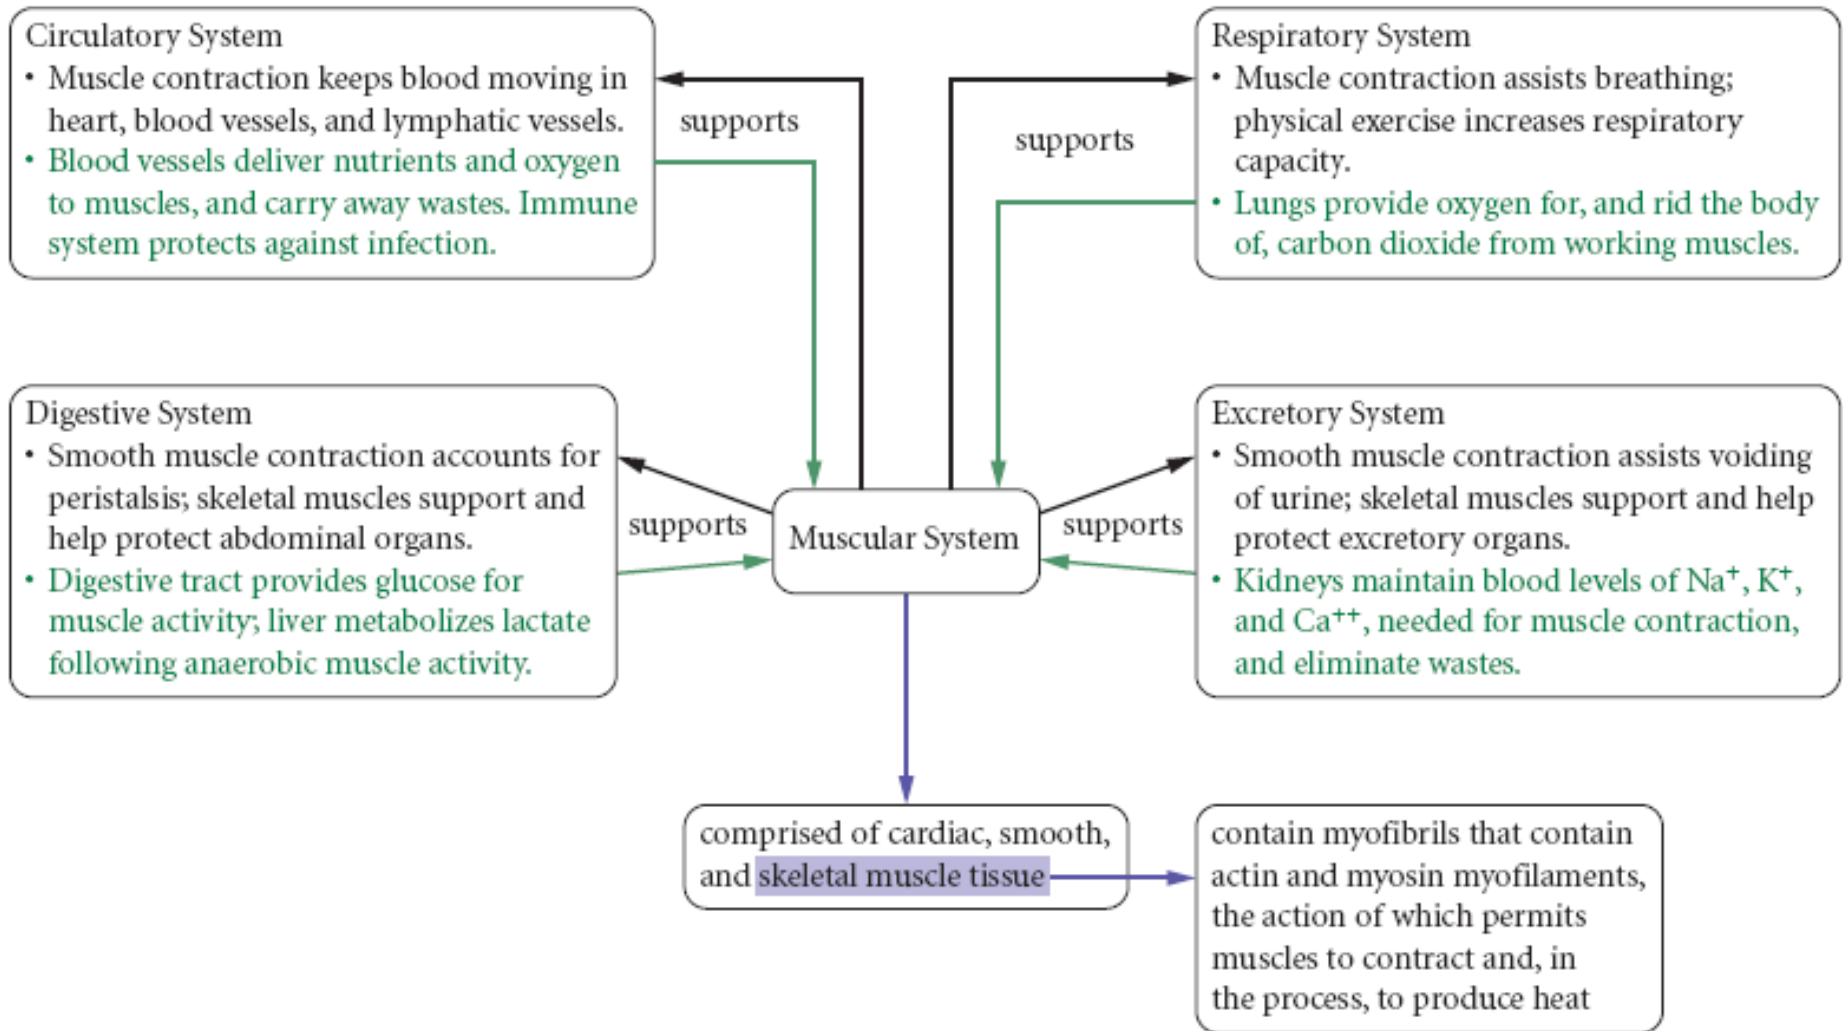 Circulatory System
• Muscle contraction keeps blood moving in
heart, blood vessels, and lymphatic vessels.
• Blood vessels deliver nutrients and oxygen
to muscles, and carry away wastes. Immune
system protects against infection.
supports
Respiratory System
• Muscle contraction assists breathing;
physical exercise increases respiratory
capacity.
• Lungs provide oxygen for, and rid the body
of, carbon dioxide from working muscles.
supports
Digestive System
• Smooth muscle contraction accounts for
peristalsis; skeletal muscles support and
help protect abdominal organs.
• Digestive tract provides glucose for
muscle activity; liver metabolizes lactate
following anaerobic muscle activity.
supports
Muscular System
supports
Excretory System
• Smooth muscle contraction assists voiding
of urine; skeletal muscles support and help
protect excretory organs.
• Kidneys maintain blood levels of Na⁺, K⁺,
and Ca⁺⁺, needed for muscle contraction,
and eliminate wastes.
comprised of cardiac, smooth,
and skeletal muscle tissue
contain myofibrils that contain
actin and myosin myofilaments,
the action of which permits
muscles to contract and, in
the process, to produce heat